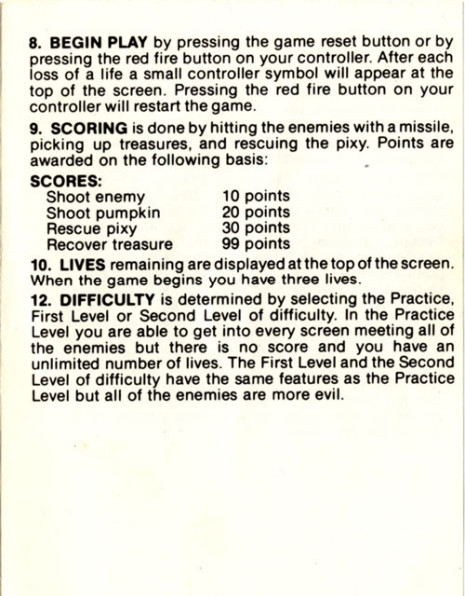 8. BEGIN PLAY by pressing the game reset button or by
pressing the red fire button on your controller. After each
loss of a life a small controller symbol will appear at the
top of the screen. Pressing the red fire button on your
controller will restart the game.
9. SCORING is done by hitting the enemies with a missile,
picking up treasures, and rescuing the pixy. Points are
awarded on the following basis:
SCORES:
Shoot enemy 10 points
Shoot pumpkin 20 points
Rescue pixy 30 points
Recover treasure 99 points
10. LIVES remaining are displayed at the top of the screen.
When the game begins you have three lives.
12. DIFFICULTY is determined by selecting the Practice,
First Level or Second Level of difficulty. In the Practice
Level you are able to get into every screen meeting all of
the enemies but there is no score and you have an
unlimited number of lives. The First Level and the Second
Level of difficulty have the same features as the Practice
Level but all of the enemies are more evil.